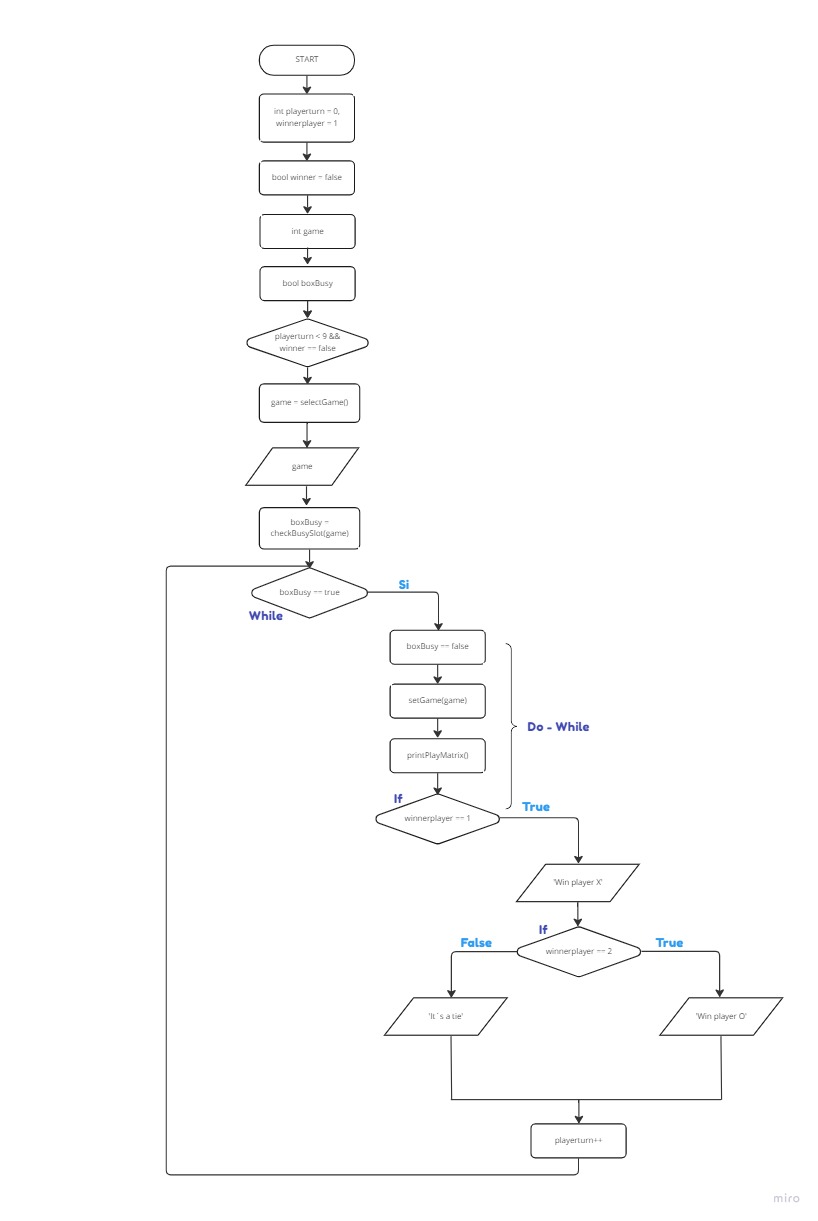 START
int playerturn = 0,
winnerplayer = 1
bool winner = false
int game
bool boxBusy
playerturn < 9 &&
winner == false
game = selectGame()
game
boxBusy =
checkBusySlot(game)
boxBusy == true
Si
While
boxBusy == false
setGame(game)
Do - While
printPlayMatrix()
If
True
winnerplayer == 1
'Win player X'
If
False
True
winnerplayer == 2
'It´s a tie'
'Win player O'
playerturn++
miro